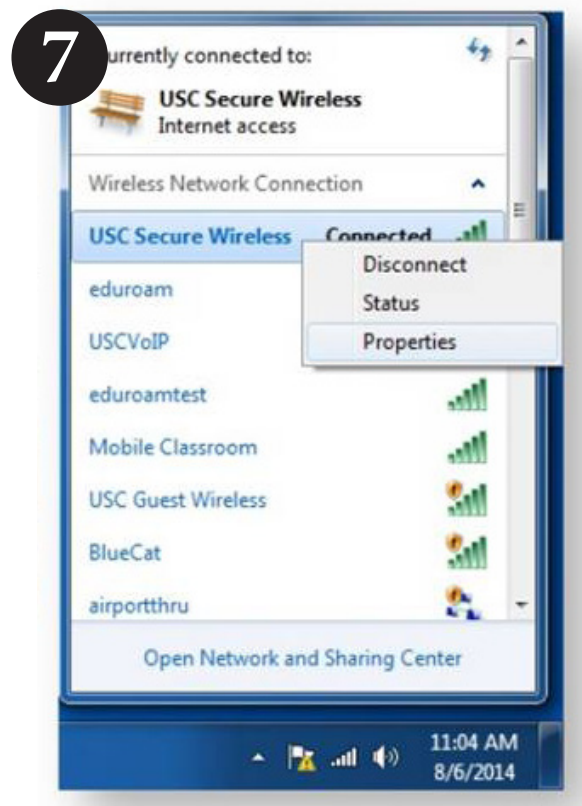 7
urrently connected to:
USC Secure Wireless
Internet access
Wireless Network Connection
USC Secure Wireless Connected
Disconnect
eduroam
Status
USCVoIP
Properties
eduroamtest
Mobile Classroom
USC Guest Wireless
BlueCat
airportthru
Open Network and Sharing Center
11:04 AM
8/6/2014